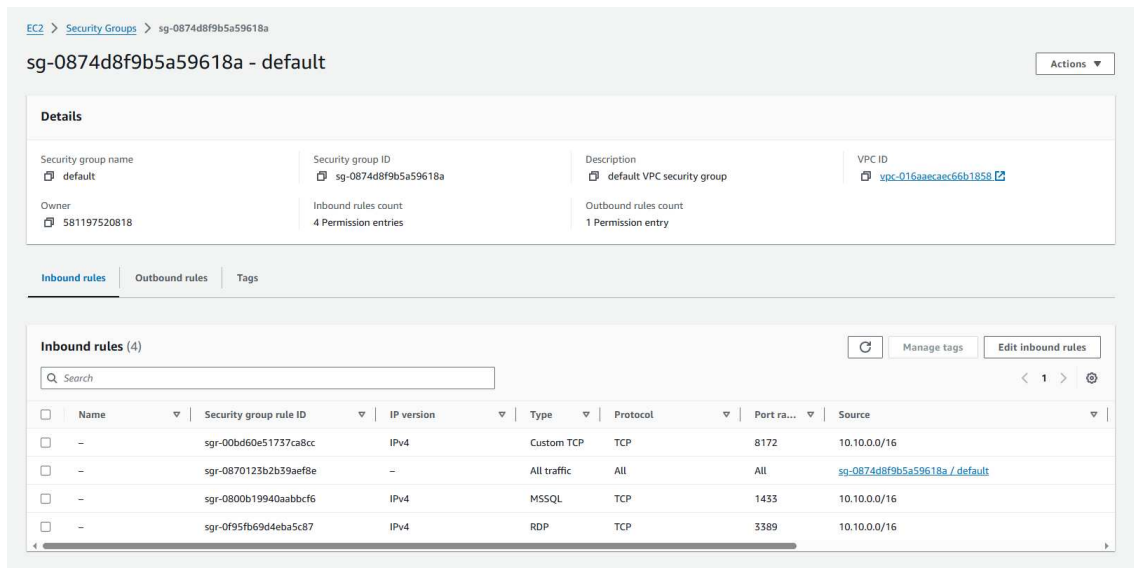 EC2 > Security Groups > sg-0874d8f9b5a59618a
sg-0874d8f9b5a59618a - default
Actions
Details
Security group name
default
Security group ID
sg-0874d8f9b5a59618a
Description
default VPC security group
VPC ID
vpc-016aaecaec66b1858
Owner
581197520818
Inbound rules count
4 Permission entries
Outbound rules count
1 Permission entry
Inbound rules Outbound rules Tags
Inbound rules (4)
Manage tags Edit inbound rules
Search
< 1 >
Name Security group rule ID IP version Type Protocol Port ra... Source
– sgr-00bd60e51737ca8cc IPv4 Custom TCP TCP 8172 10.10.0.0/16
– sgr-0870123b2b39aef8e – All traffic All All sg-0874d8f9b5a59618a / default
– sgr-0800b19940aabbcf6 IPv4 MSSQL TCP 1433 10.10.0.0/16
– sgr-0f95fb69d4eba5c87 IPv4 RDP TCP 3389 10.10.0.0/16